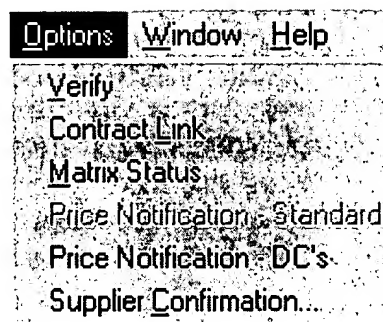 Options Window Help
Verify
Contract Link
Matrix Status
Price Notification - Standard
Price Notification - DC's
Supplier Confirmation...